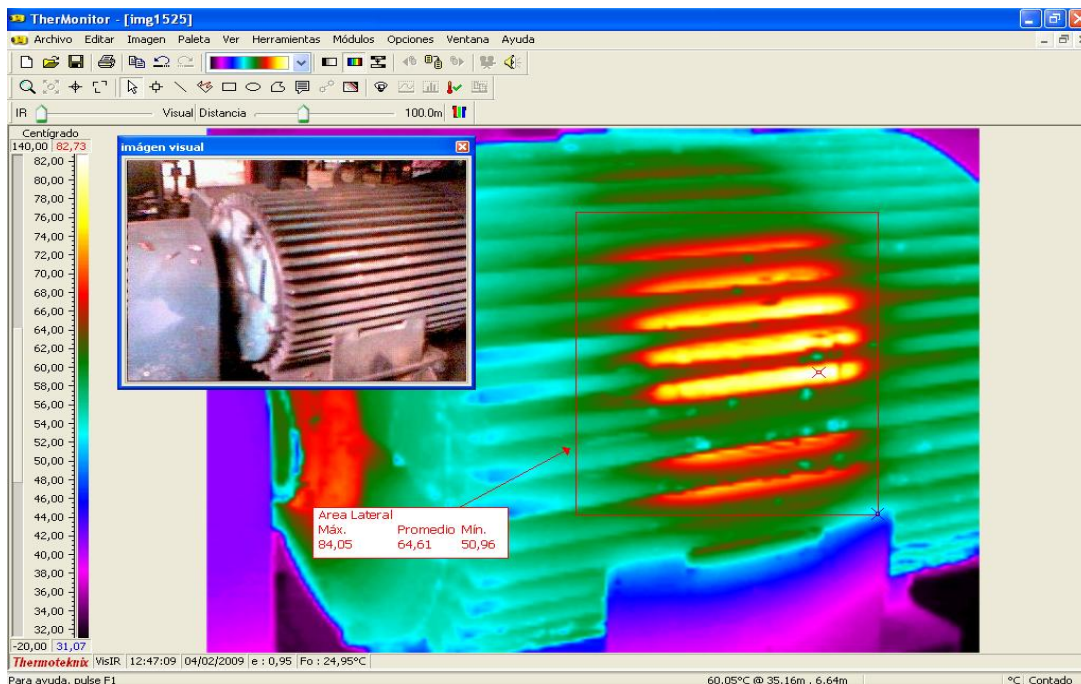 TherMonitor - [img1525]
Archivo Editar Imagen Paleta Ver Herramientas Módulos Opciones Ventana Ayuda
IR Visual Distancia 100.0m
Centígrado
140,00 82,73
82,00
80,00
78,00
76,00
74,00
72,00
70,00
68,00
66,00
64,00
62,00
60,00
58,00
56,00
54,00
52,00
50,00
48,00
46,00
44,00
42,00
40,00
38,00
36,00
34,00
32,00
-20,00 31,07
imágen visual
Area Lateral
Máx. Promedio Mín.
84,05 64,61 50,96
Thermoteknix VisIR 12:47:09 04/02/2009 e : 0,95 Fo : 24,95°C
Para ayuda, pulse F1 60.05°C @ 35.16m , 6.64m °C Contado